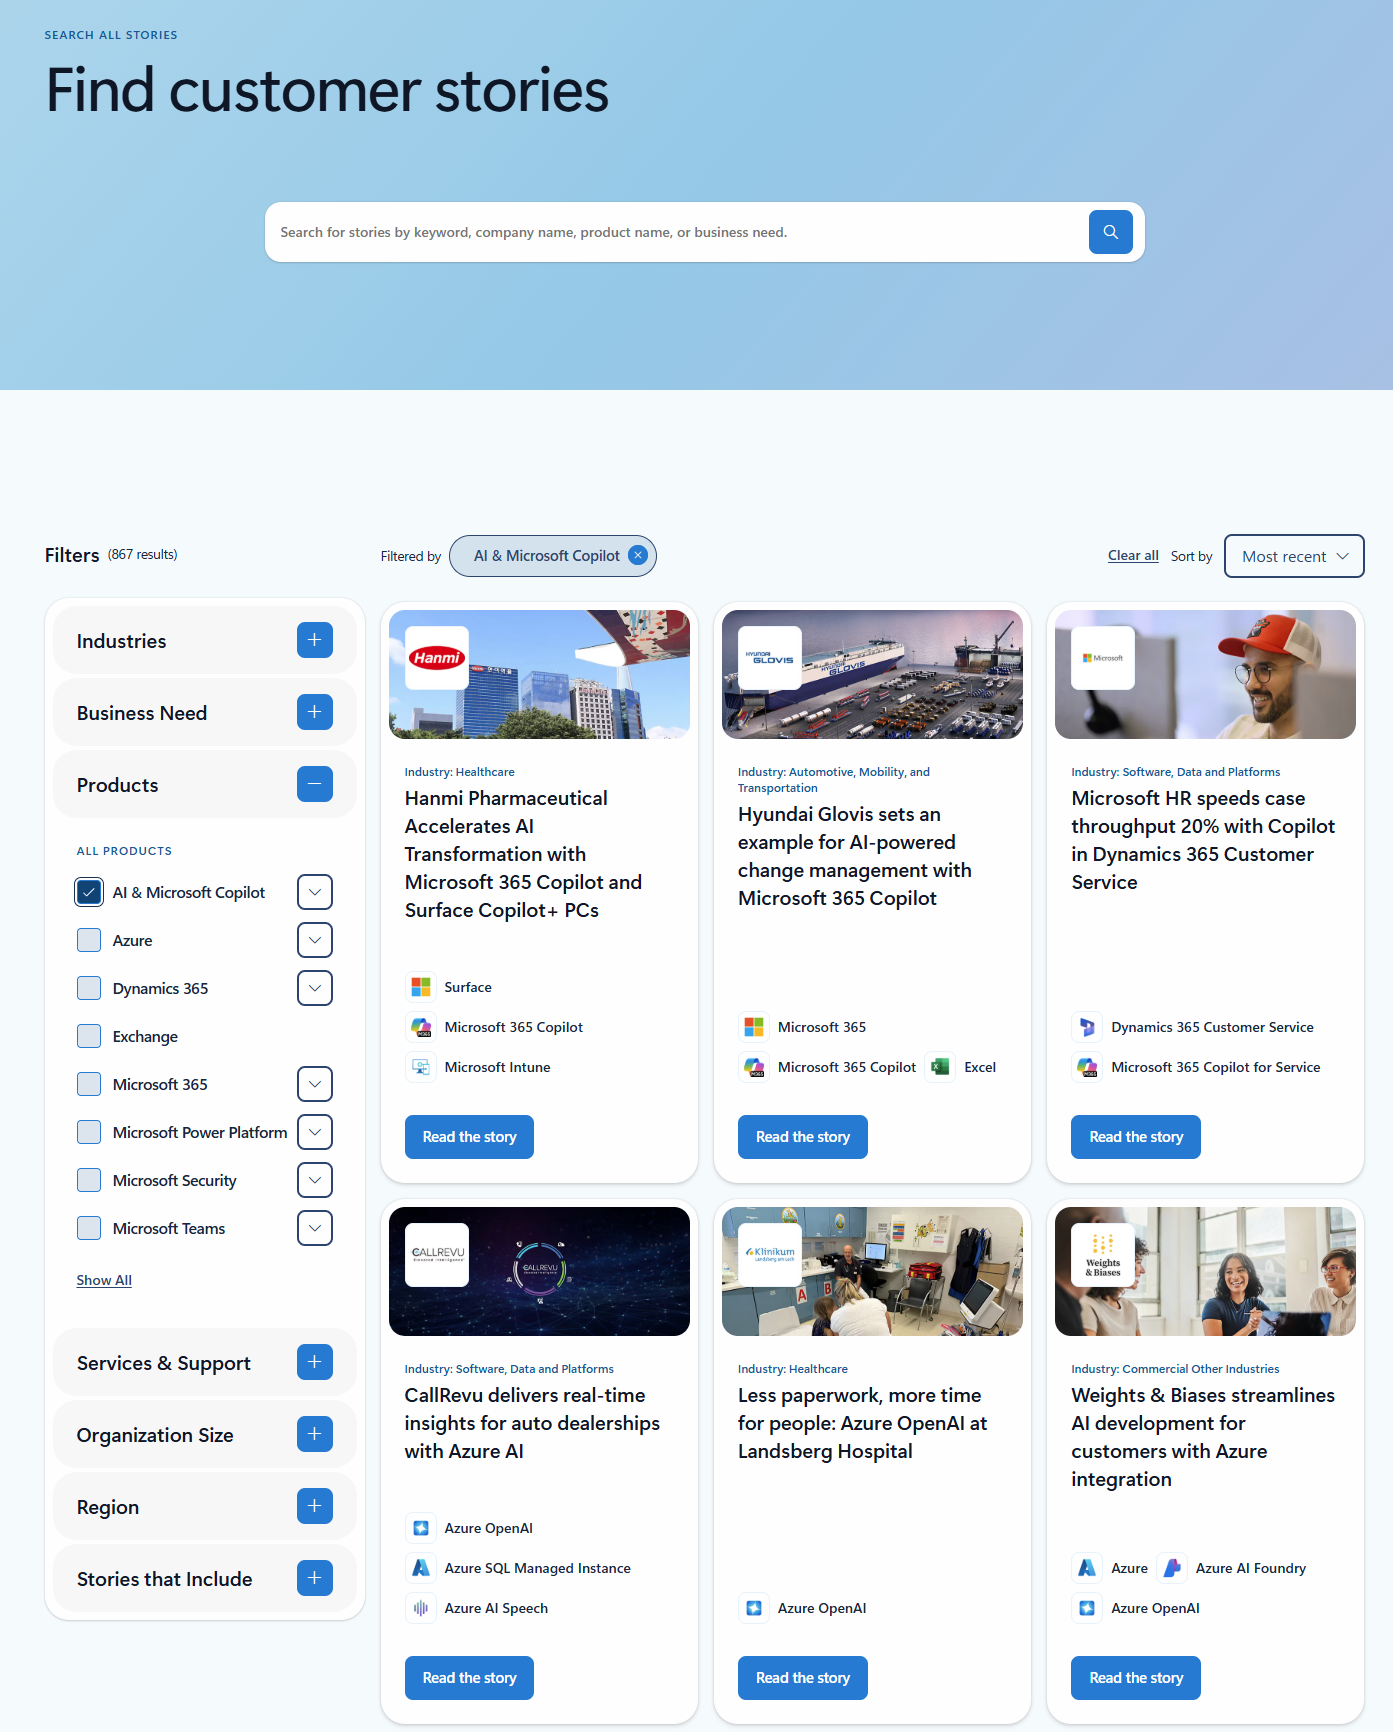 SEARCH ALL STORIES
Find customer stories
Search for stories by keyword, company name, product name, or business need.
Filters (867 results)
Filtered by AI & Microsoft Copilot
Clear all Sort by Most recent
Industries
Business Need
Products
ALL PRODUCTS
AI & Microsoft Copilot
Azure
Dynamics 365
Exchange
Microsoft 365
Microsoft Power Platform
Microsoft Security
Microsoft Teams
Show All
Services & Support
Organization Size
Region
Stories that Include
Hanmi
Industry: Healthcare
Hanmi Pharmaceutical
Accelerates AI
Transformation with
Microsoft 365 Copilot and
Surface Copilot+ PCs
Surface
Microsoft 365 Copilot
Microsoft Intune
Read the story
HYUNDAI
GLOVIS
HYUNDAI
GLOVIS
Industry: Automotive, Mobility, and
Transportation
Hyundai Glovis sets an
example for AI-powered
change management with
Microsoft 365 Copilot
Microsoft 365
Microsoft 365 Copilot Excel
Read the story
Microsoft
Industry: Software, Data and Platforms
Microsoft HR speeds case
throughput 20% with Copilot
in Dynamics 365 Customer
Service
Dynamics 365 Customer Service
Microsoft 365 Copilot for Service
Read the story
CALLREVU
CALLREVU
Industry: Software, Data and Platforms
CallRevu delivers real-time
insights for auto dealerships
with Azure AI
Azure OpenAI
Azure SQL Managed Instance
Azure AI Speech
Read the story
Klinikum
Landsberg am Lech
A B
Industry: Healthcare
Less paperwork, more time
for people: Azure OpenAI at
Landsberg Hospital
Azure OpenAI
Read the story
Weights
& Biases
Industry: Commercial Other Industries
Weights & Biases streamlines
AI development for
customers with Azure
integration
Azure Azure AI Foundry
Azure OpenAI
Read the story